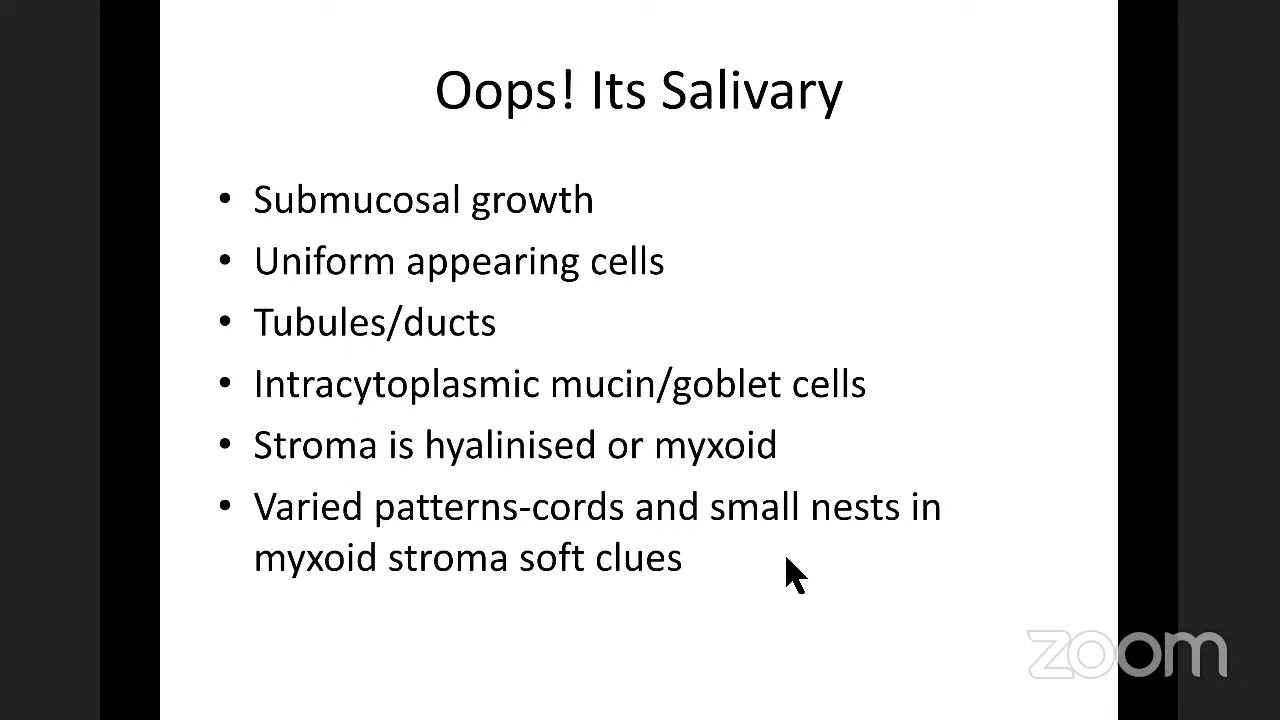 Oops! Its Salivary
• Submucosal growth
• Uniform appearing cells
• Tubules/ducts
• Intracytoplasmic mucin/goblet cells
• Stroma is hyalinised or myxoid
• Varied patterns-cords and small nests in
myxoid stroma soft clues
zoom